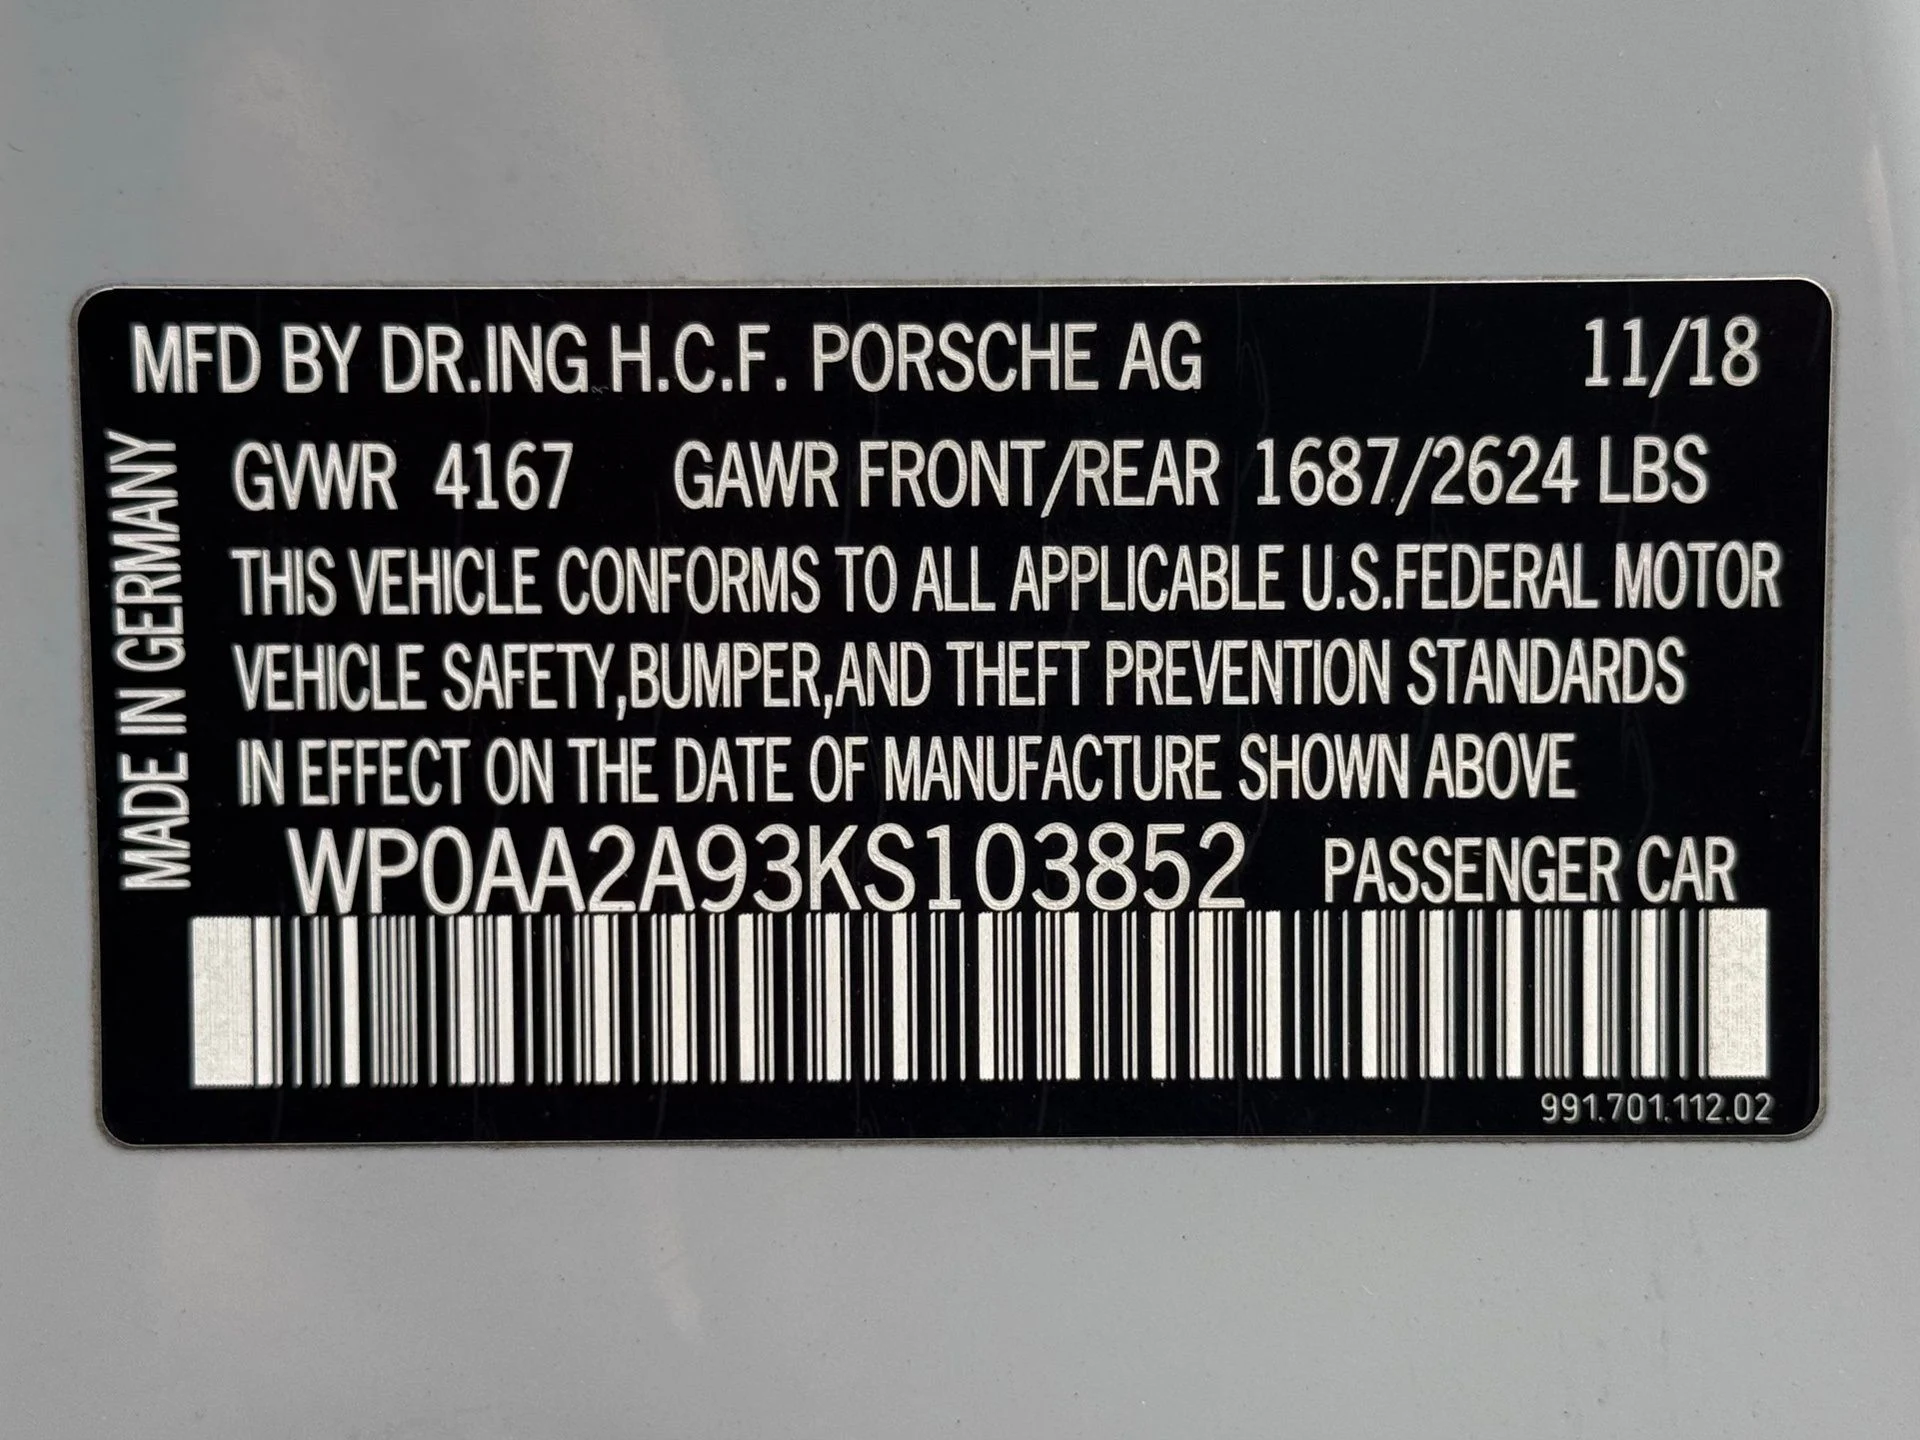 MFD BY DR.ING H.C.F. PORSCHE AG 11/18
GVWR 4167 GAWR FRONT/REAR 1687/2624 LBS
THIS VEHICLE CONFORMS TO ALL APPLICABLE U.S.FEDERAL MOTOR
VEHICLE SAFETY,BUMPER,AND THEFT PREVENTION STANDARDS
IN EFFECT ON THE DATE OF MANUFACTURE SHOWN ABOVE
WP0AA2A93KS103852 PASSENGER CAR
991.701.112.02
MADE IN GERMANY